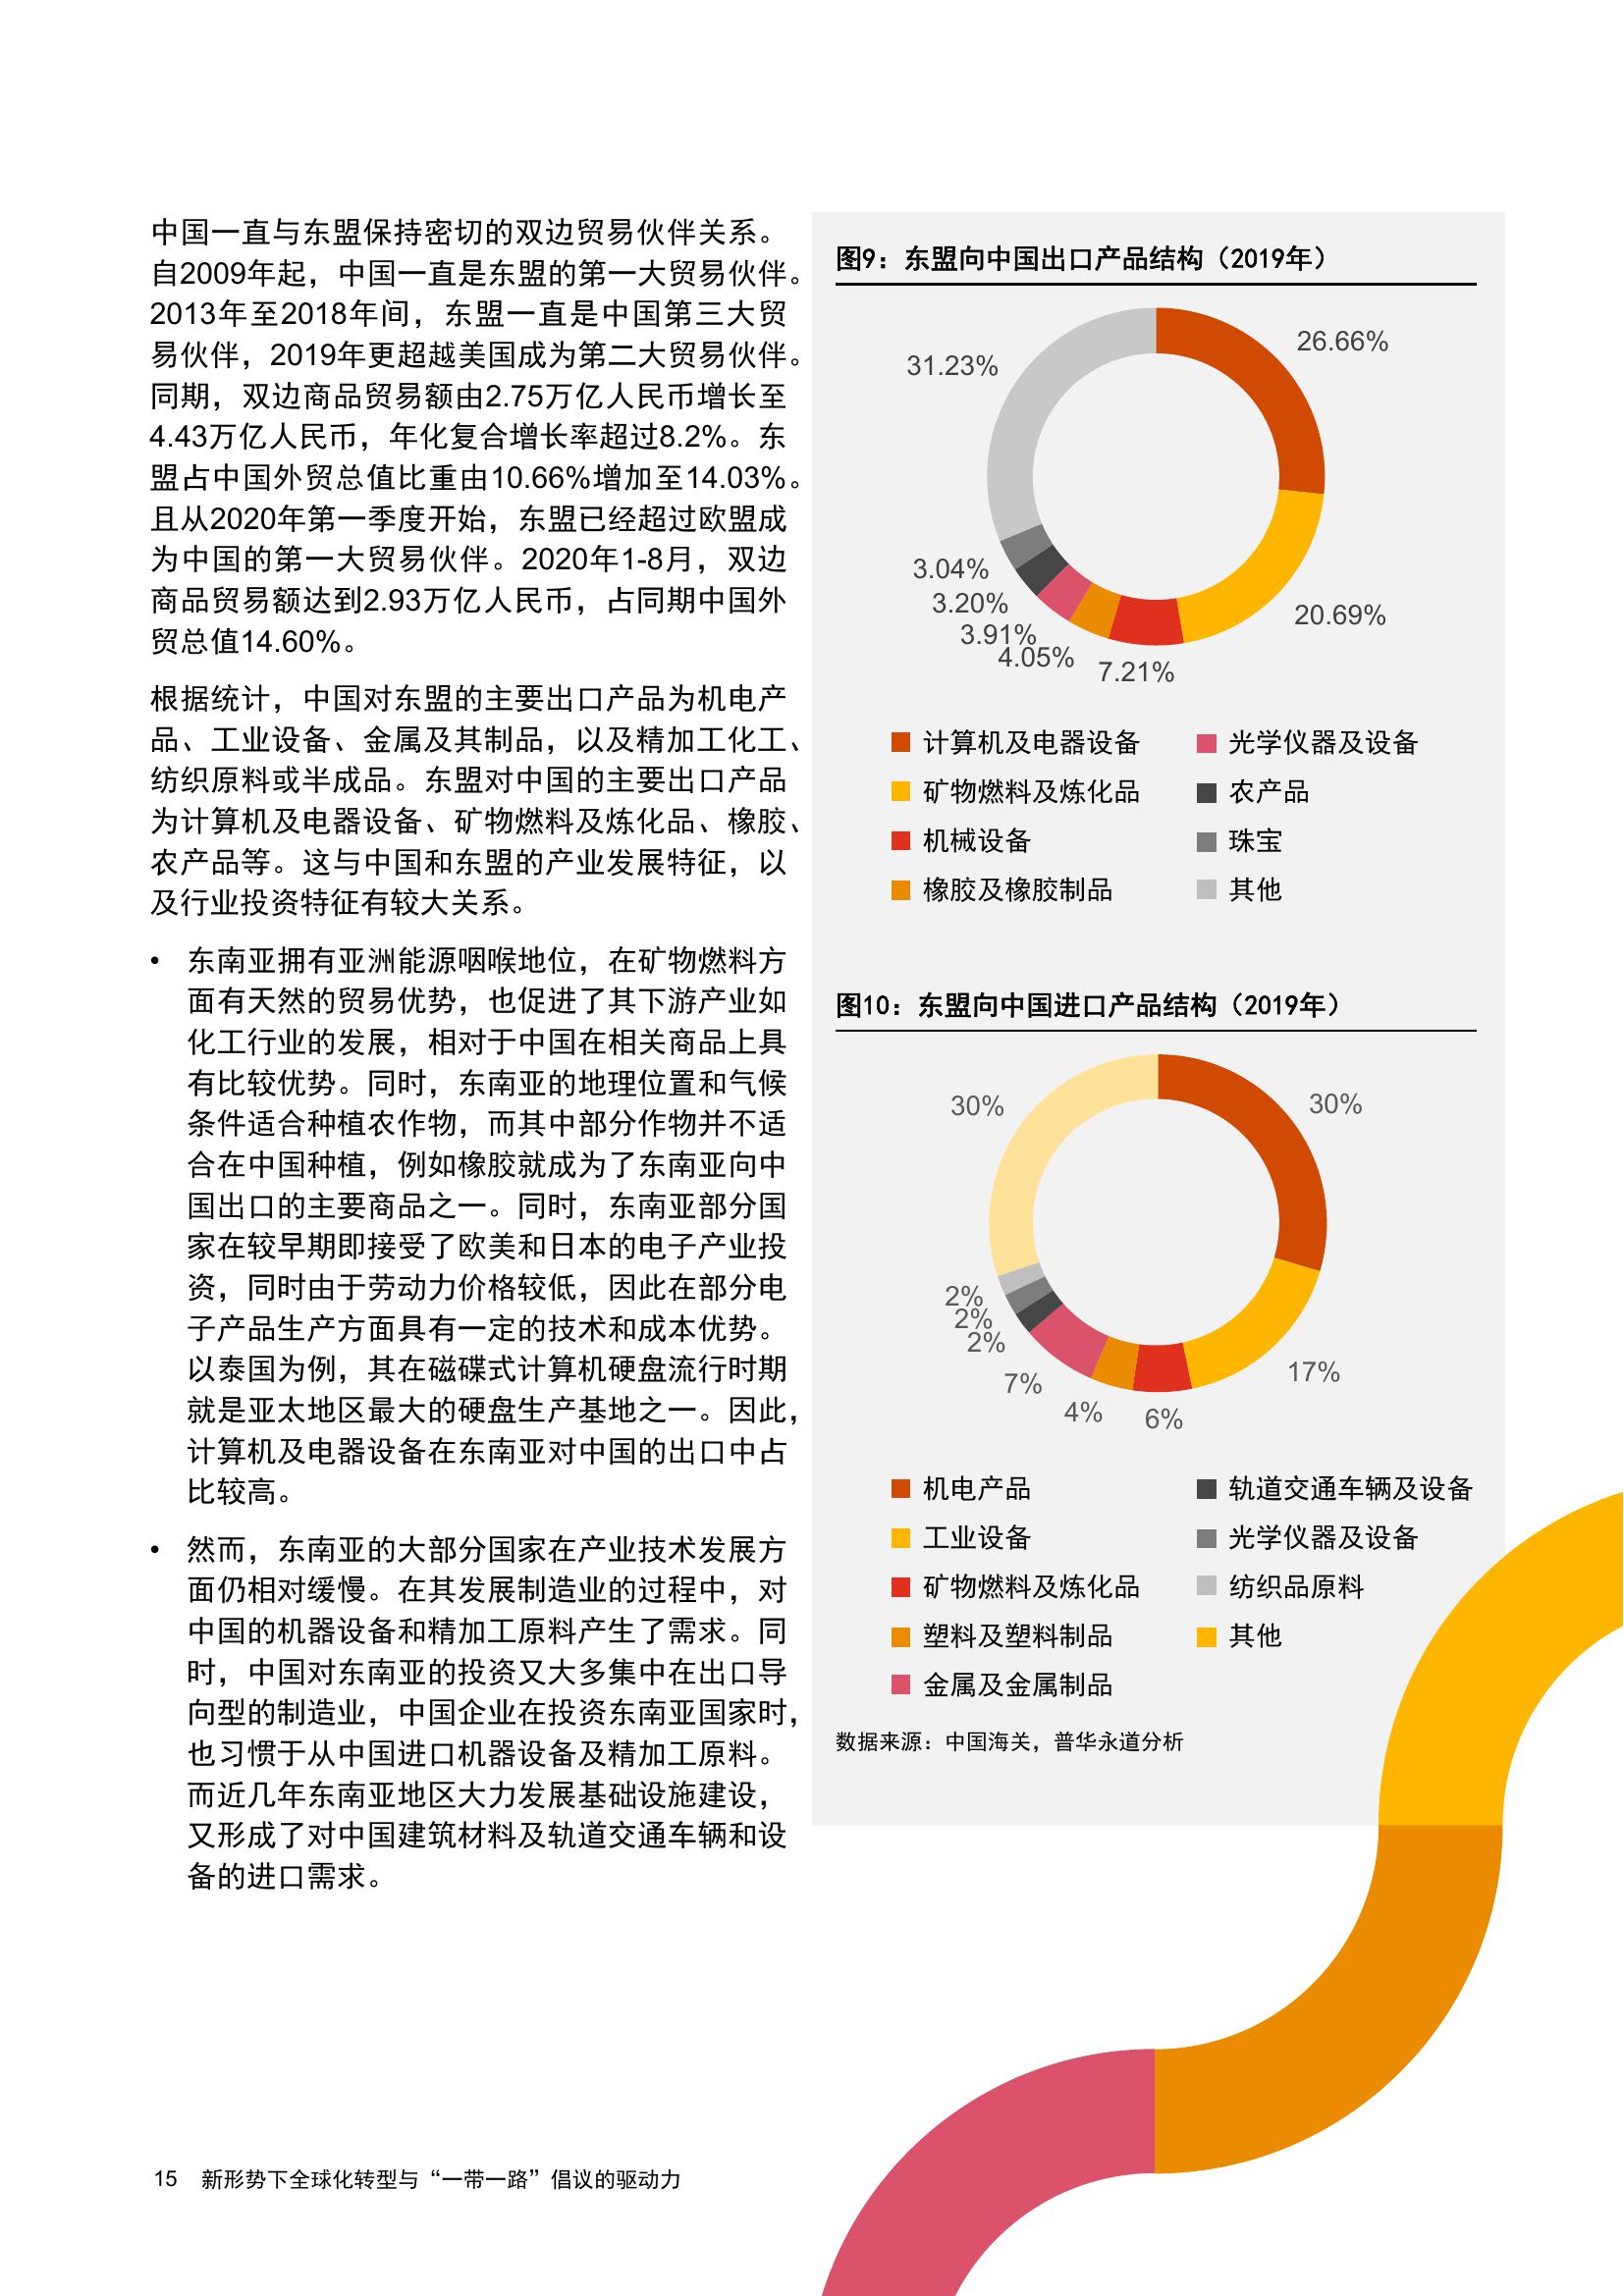 中国一直与东盟保持密切的双边贸易伙伴关系。
自2009年起，中国一直是东盟的第一大贸易伙伴。
2013年至2018年间，东盟一直是中国第三大贸
易伙伴，2019年更超越美国成为第二大贸易伙伴。
同期，双边商品贸易额由2.75万亿人民币增长至
4.43万亿人民币，年化复合增长率超过8.2%。东
盟占中国外贸总值比重由10.66%增加至14.03%。
且从2020年第一季度开始，东盟已经超过欧盟成
为中国的第一大贸易伙伴。2020年1-8月，双边
商品贸易额达到2.93万亿人民币，占同期中国外
贸总值14.60%。
根据统计，中国对东盟的主要出口产品为机电产
品、工业设备、金属及其制品，以及精加工化工、
纺织原料或半成品。东盟对中国的主要出口产品
为计算机及电器设备、矿物燃料及炼化品、橡胶、
农产品等。这与中国和东盟的产业发展特征，以
及行业投资特征有较大关系。
• 东南亚拥有亚洲能源咽喉地位，在矿物燃料方
面有天然的贸易优势，也促进了其下游产业如
化工行业的发展，相对于中国在相关商品上具
有比较优势。同时，东南亚的地理位置和气候
条件适合种植农作物，而其中部分作物并不适
合在中国种植，例如橡胶就成为了东南亚向中
国出口的主要商品之一。同时，东南亚部分国
家在较早期即接受了欧美和日本的电子产业投
资，同时由于劳动力价格较低，因此在部分电
子产品生产方面具有一定的技术和成本优势。
以泰国为例，其在磁碟式计算机硬盘流行时期
就是亚太地区最大的硬盘生产基地之一。因此，
计算机及电器设备在东南亚对中国的出口中占
比较高。
• 然而，东南亚的大部分国家在产业技术发展方
面仍相对缓慢。在其发展制造业的过程中，对
中国的机器设备和精加工原料产生了需求。同
时，中国对东南亚的投资又大多集中在出口导
向型的制造业，中国企业在投资东南亚国家时，
也习惯于从中国进口机器设备及精加工原料。
而近几年东南亚地区大力发展基础设施建设，
又形成了对中国建筑材料及轨道交通车辆和设
备的进口需求。
图9：东盟向中国出口产品结构（2019年）
26.66%
31.23%
3.04%
3.20%
20.69%
3.91%
4.05%
7.21%
计算机及电器设备
光学仪器及设备
矿物燃料及炼化品
农产品
机械设备
珠宝
橡胶及橡胶制品
其他
图10：东盟向中国进口产品结构（2019年）
30%
30%
2%
2%
2%
17%
7%
4%
6%
机电产品
轨道交通车辆及设备
工业设备
光学仪器及设备
矿物燃料及炼化品
纺织品原料
塑料及塑料制品
其他
金属及金属制品
数据来源：中国海关，普华永道分析
15 新形势下全球化转型与“一带一路”倡议的驱动力